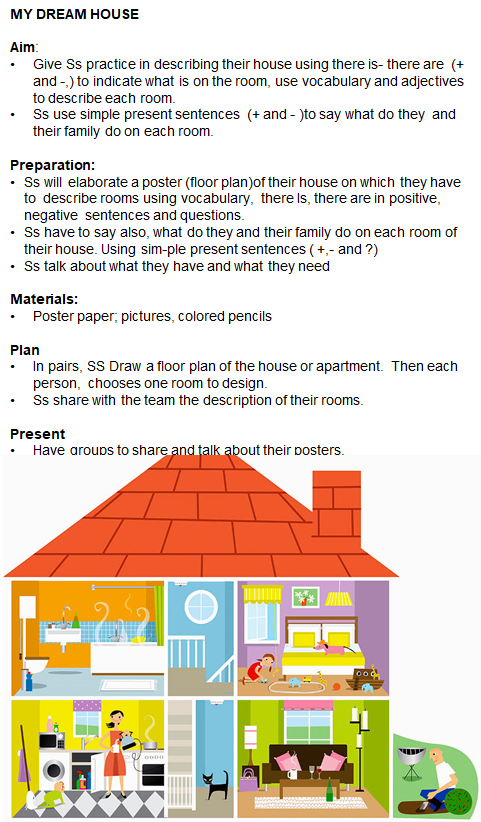 MY DREAM HOUSE
Aim:
• Give Ss practice in describing their house using there is- there are (+
and -,) to indicate what is on the room, use vocabulary and adjectives
to describe each room.
• Ss use simple present sentences (+ and - )to say what do they and
their family do on each room.
Preparation:
• Ss will elaborate a poster (floor plan)of their house on which they have
to describe rooms using vocabulary, there Is, there are in positive,
negative sentences and questions.
• Ss have to say also, what do they and their family do on each room of
their house. Using sim-ple present sentences ( +,- and ?)
• Ss talk about what they have and what they need
Materials:
• Poster paper; pictures, colored pencils
Plan
• In pairs, SS Draw a floor plan of the house or apartment. Then each
person, chooses one room to design.
• Ss share with the team the description of their rooms.
Present
• Have groups to share and talk about their posters.